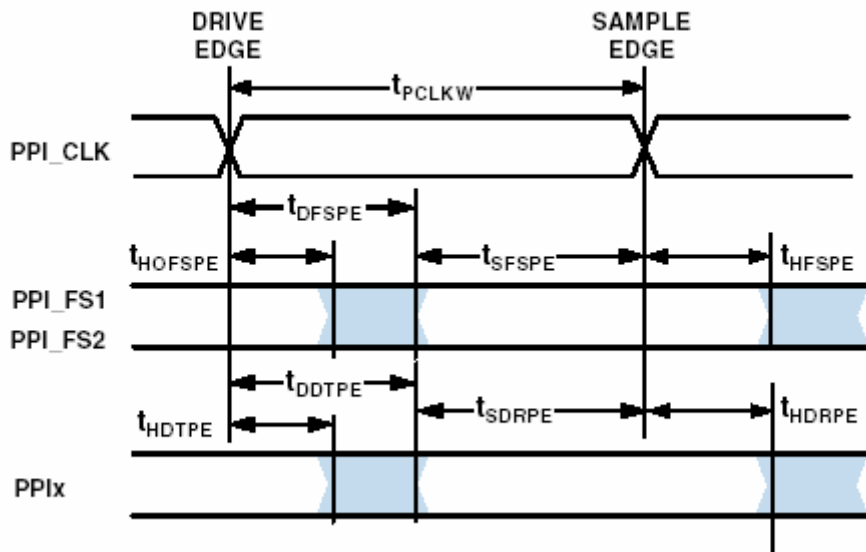 DRIVE
EDGE
SAMPLE
EDGE
tPCLKW
PPI_CLK
tDFSPE
tHOFSPE
tSFSPE
tHFSPE
PPI_FS1
PPI_FS2
tDDTPE
tHDTPE
tSDRPE
tHDRPE
PPIx